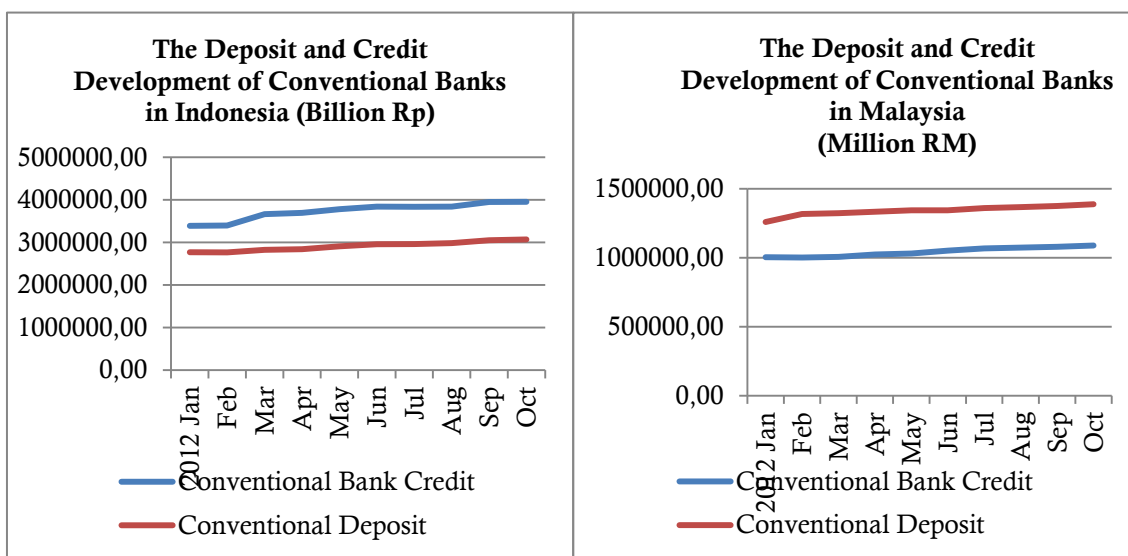 The Deposit and Credit
Development of Conventional Banks
in Indonesia (Billion Rp)
5000000,00
4000000,00
3000000,00
2000000,00
1000000,00
0,00
2012 Jan
Feb
Mar
Apr
May
Jun
Jul
Aug
Sep
Oct
Conventional Bank Credit
Conventional Deposit
The Deposit and Credit
Development of Conventional Banks
in Malaysia
(Million RM)
1500000,00
1000000,00
500000,00
0,00
2012 Jan
Feb
Mar
Apr
May
Jun
Jul
Aug
Sep
Oct
Conventional Bank Credit
Conventional Deposit